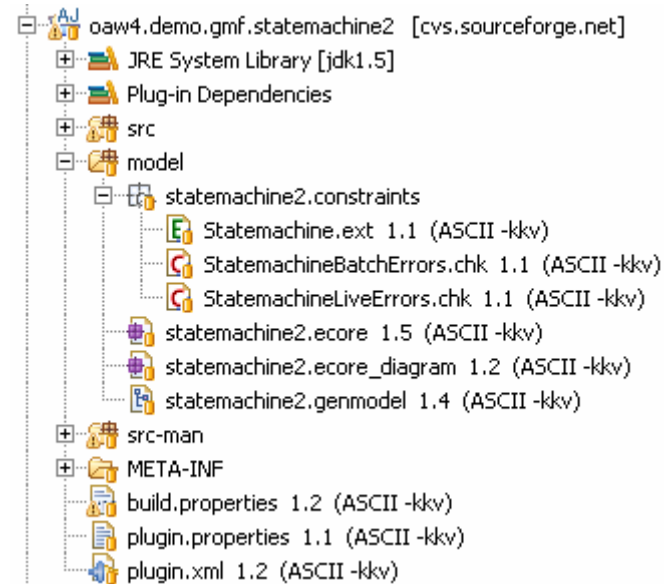 oaw4.demo.gmf.statemachine2 [cvs.sourceforge.net]
JRE System Library [jdk1.5]
Plug-in Dependencies
src
model
statemachine2.constraints
Statemachine.ext 1.1 (ASCII -kkv)
StatemachineBatchErrors.chk 1.1 (ASCII -kkv)
StatemachineLiveErrors.chk 1.1 (ASCII -kkv)
statemachine2.ecore 1.5 (ASCII -kkv)
statemachine2.ecore_diagram 1.2 (ASCII -kkv)
statemachine2.genmodel 1.4 (ASCII -kkv)
src-man
META-INF
build.properties 1.2 (ASCII -kkv)
plugin.properties 1.1 (ASCII -kkv)
plugin.xml 1.2 (ASCII -kkv)